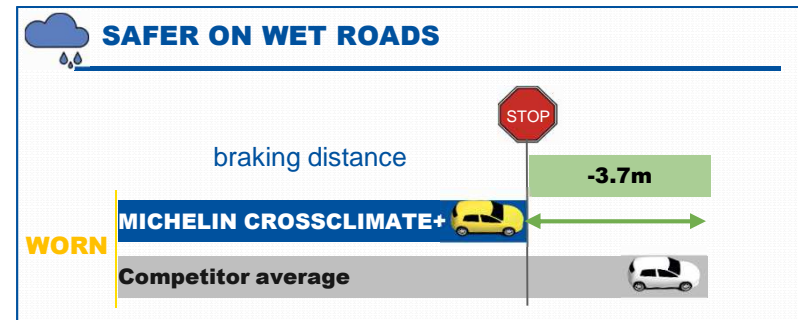 SAFER ON WET ROADS
STOP
braking distance
-3.7m
MICHELIN CROSSCLIMATE+
WORN
Competitor average